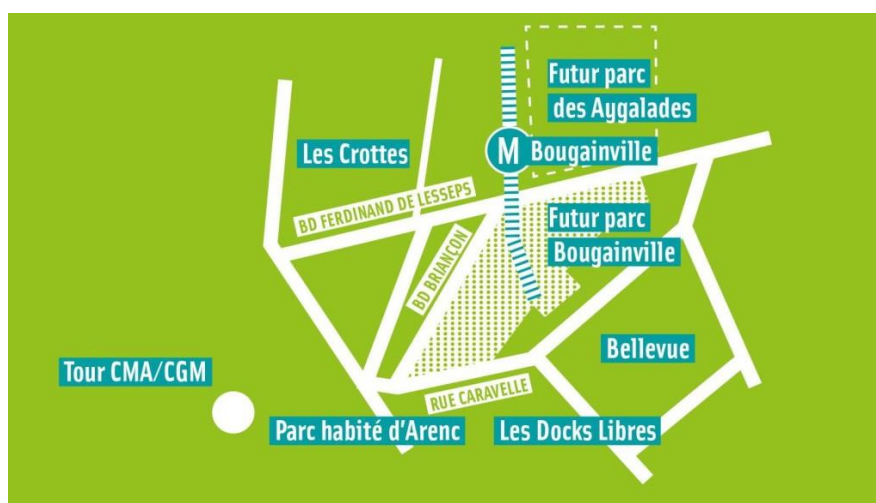 Futur parc
des Aygalades
Les Crottes
M Bougainville
BD FERDINAND DE LESSEPS
Futur parc
Bougainville
BD BRIANÇON
Bellevue
Tour CMA/CGM
RUE CARAVELLE
Parc habité d'Arenc
Les Docks Libres